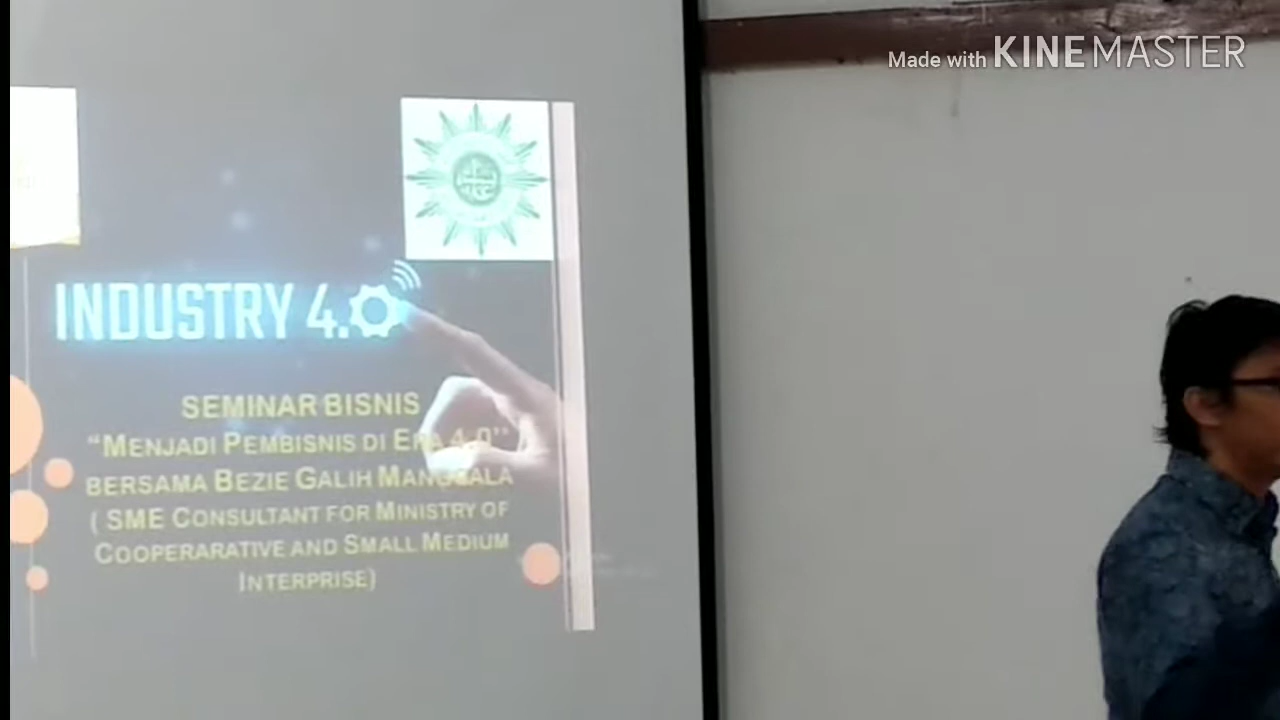 Made with KINEMASTER
INDUSTRY 4.0
SEMINAR BISNIS
“MENJADI PEMBISNIS DI ERA 4.0”
BERSAMA BEZIE GALIH MANGGALA
( SME CONSULTANT FOR MINISTRY OF
COOPERARATIVE AND SMALL MEDIUM
INTERPRISE)